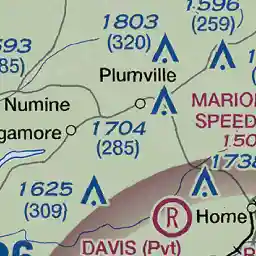 1803
(320)
1596
(259)
593
85)
Plumville
Numine
MARIO
SPEED
gamore
1704
(285)
150
1738
1625
(309)
R
Home
DAVIS (Pvt)